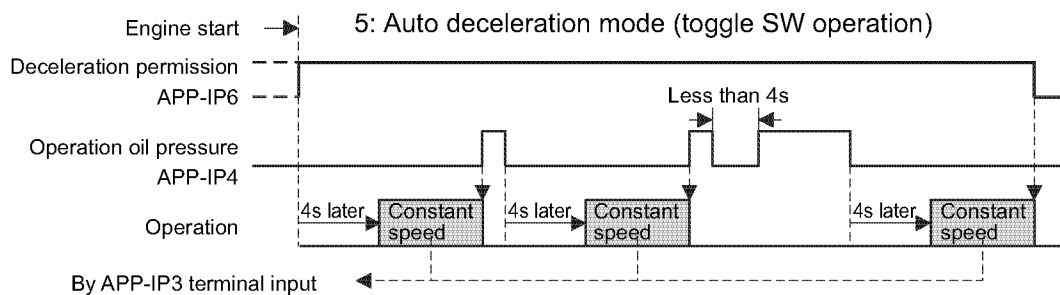 Engine start
5: Auto deceleration mode (toggle SW operation)
Deceleration permission
APP-IP6
Less than 4s
Operation oil pressure
APP-IP4
Operation
4s later
Constant
speed
4s later
Constant
speed
4s later
Constant
speed
By APP-IP3 terminal input